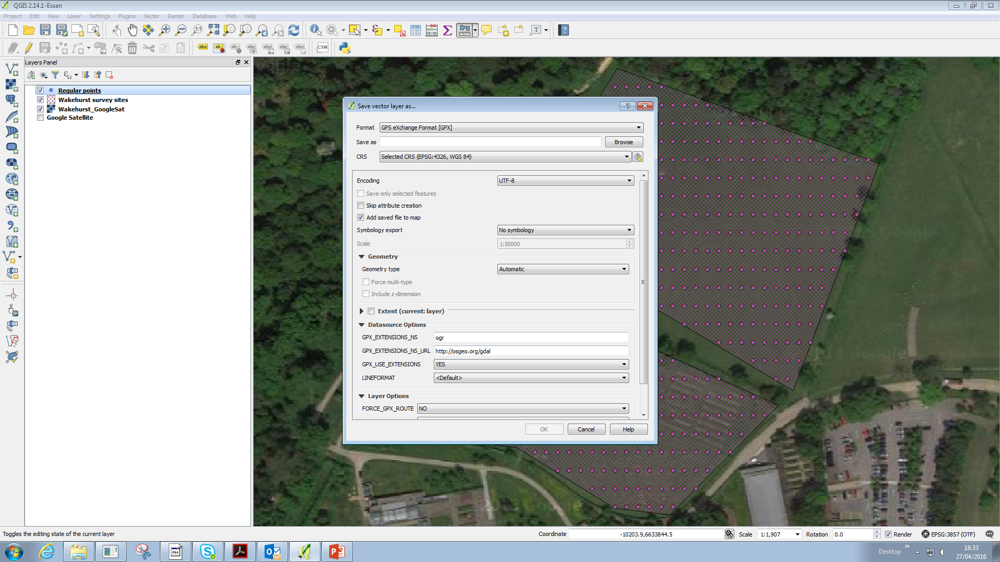 QGIS 2.14.1-Essen
Project Edit View Layer Settings Plugins Vector Raster Database Web Help
Layers Panel
Regular points
Wakehurst survey sites
Wakehurst_GoogleSat
Google Satellite
Save vector layer as...
Format GPS eXchange Format [GPX]
Save as Browse
CRS Selected CRS (EPSG:4326, WGS 84)
Encoding UTF-8
Save only selected features
Skip attribute creation
Add saved file to map
Symbology export No symbology
Scale 1:50000
Geometry
Geometry type Automatic
Force multi-type
Include z-dimension
Extent (current: layer)
Datasource Options
GPX_EXTENSIONS_NS ogr
GPX_EXTENSIONS_NS_URL http://osgeo.org/gdal
GPX_USE_EXTENSIONS YES
LINEFORMAT <Default>
Layer Options
FORCE_GPX_ROUTE NO
OK Cancel Help
Toggles the editing state of the current layer
Coordinate -10203.9,6633844.5 Scale 1:1,907 Rotation 0.0 Render EPSG:3857 (OTF)
Desktop
18:33
27/04/2016